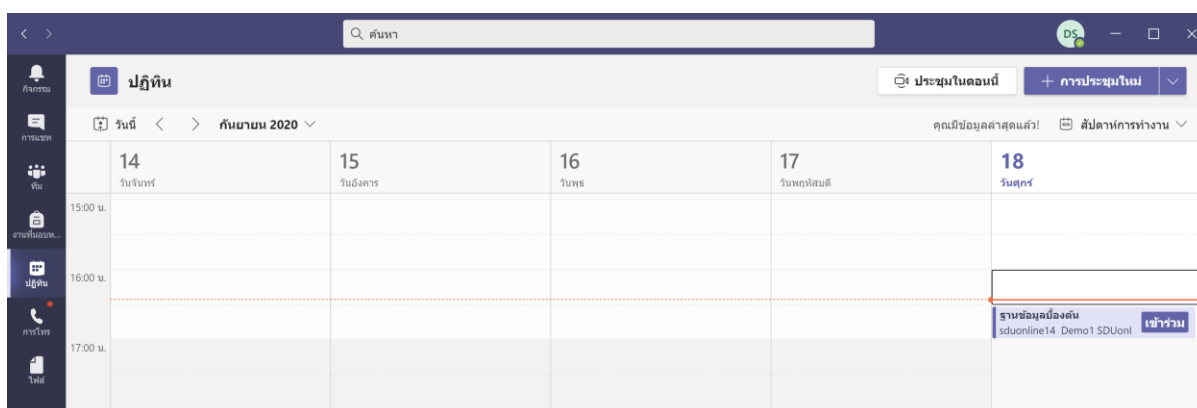 ค้นหา
DS
กิจกรรม
ปฏิทิน
ประชุมในตอนนี้
+ การประชุมใหม่
การแชท
วันนี้
กันยายน 2020
คุณมีข้อมูลล่าสุดแล้ว!
สัปดาห์การทำงาน
ทีม
14
วันจันทร์
15
วันอังคาร
16
วันพุธ
17
วันพฤหัสบดี
18
วันศุกร์
งานที่มอบห...
ปฏิทิน
การโทร
ไฟล์
15:00 น.
16:00 น.
17:00 น.
ฐานข้อมูลเบื้องต้น
sduonline14 Demo1 SDUonl
เข้าร่วม